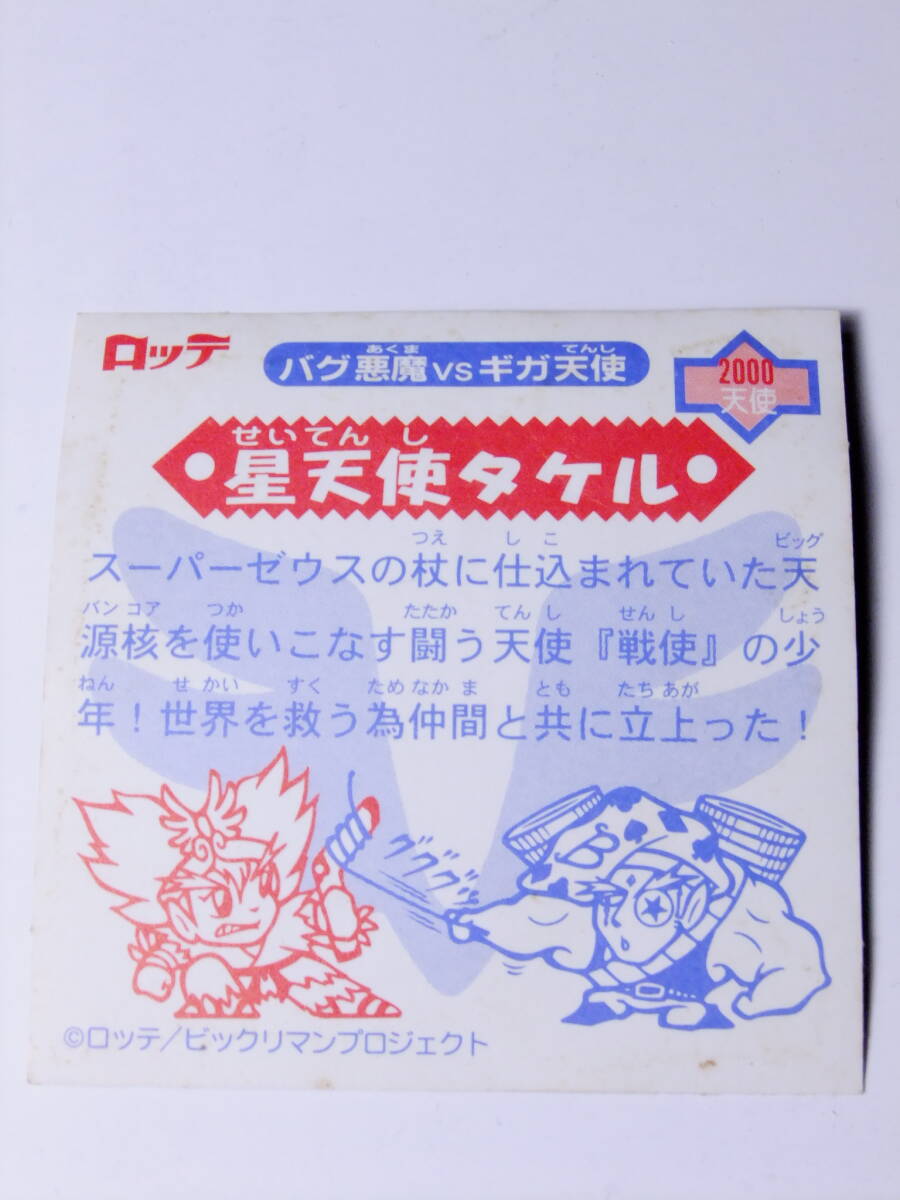 ロッテ
あくま てんし
バグ悪魔vsギガ天使
2000
天使
せいてんし
星天使タケル
つえ しこ ビッグ
スーパーゼウスの杖に仕込まれていた天
バンコア つか たたか てんし せんし しょう
源核を使いこなす闘う天使『戦使』の少
ねん せかい すく ためなかま とも たちあが
年！世界を救う為仲間と共に立上った！
グググッ
B
©ロッテ/ビックリマンプロジェクト